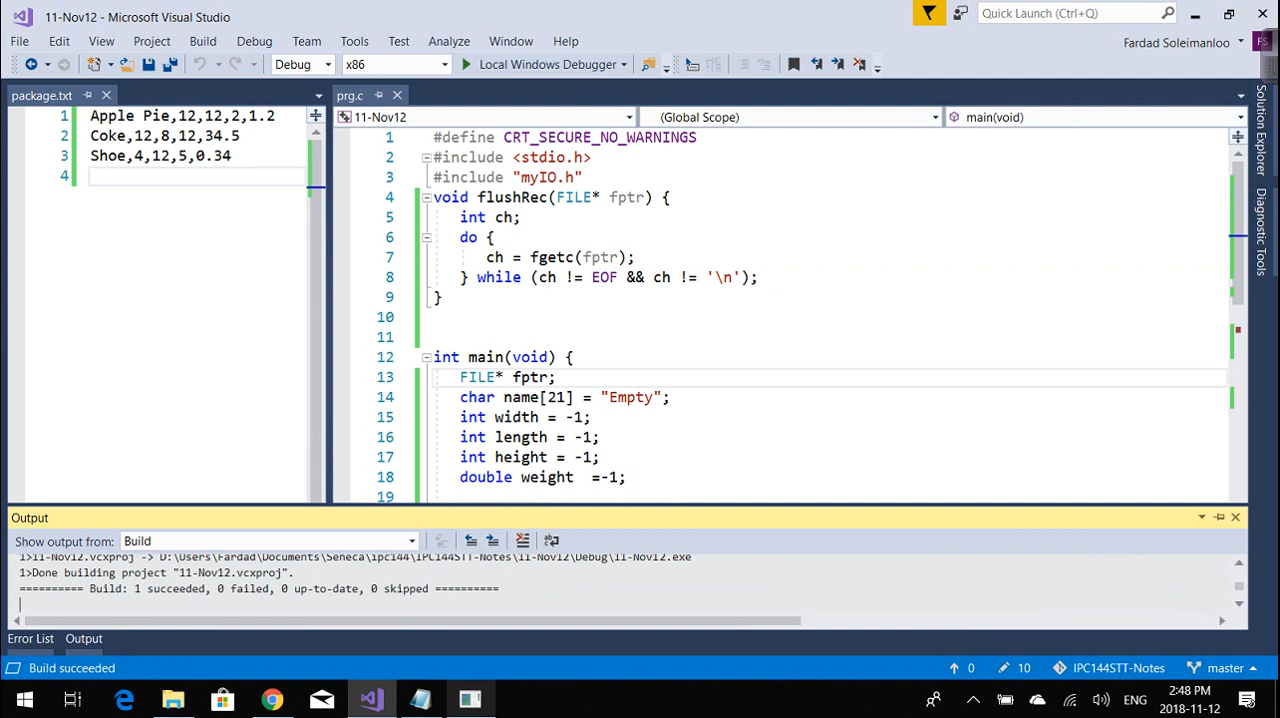 11-Nov12 - Microsoft Visual Studio
Quick Launch (Ctrl+Q)
File Edit View Project Build Debug Team Tools Test Analyze Window Help
Fardad Soleimanloo FS
Debug x86 Local Windows Debugger
package.txt
prg.c
11-Nov12 (Global Scope) main(void)
1 Apple Pie,12,12,2,1.2
2 Coke,12,8,12,34.5
3 Shoe,4,12,5,0.34
4
1 #define CRT_SECURE_NO_WARNINGS
2 #include <stdio.h>
3 #include "myIO.h"
4 void flushRec(FILE* fptr) {
5 int ch;
6 do {
7 ch = fgetc(fptr);
8 } while (ch != EOF && ch != '\n');
9 }
10
11
12 int main(void) {
13 FILE* fptr;
14 char name[21] = "Empty";
15 int width = -1;
16 int length = -1;
17 int height = -1;
18 double weight  =-1;
19
Solution Explorer
Diagnostic Tools
Output
Show output from: Build
1>11-Nov12.vcxproj -> D:\Users\Fardad\Documents\Seneca\ipc144\IPC144STT-Notes\11-Nov12\Debug\11-Nov12.exe
1>Done building project "11-Nov12.vcxproj".
========== Build: 1 succeeded, 0 failed, 0 up-to-date, 0 skipped ==========
Error List Output
Build succeeded 0 10 IPC144STT-Notes master
ENG
2:48 PM
2018-11-12